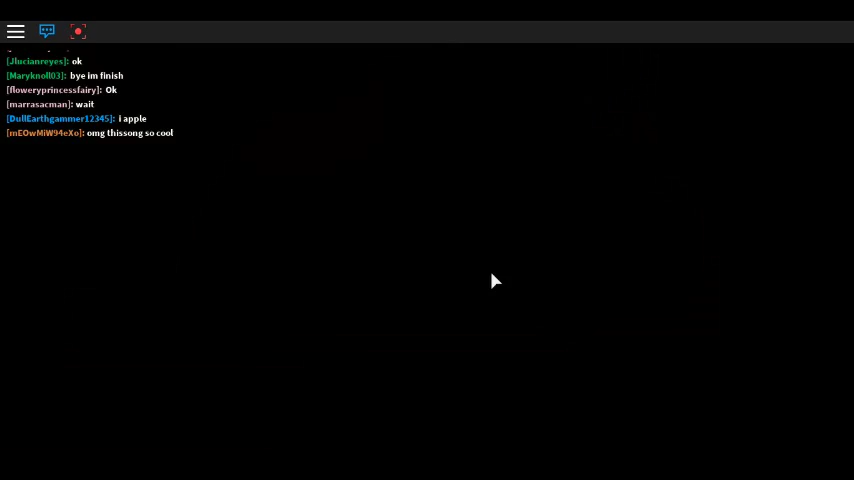 [Jlucianreyes]: ok
[Maryknoll03]: bye im finish
[floweryprincessfairy]: Ok
[marrasacman]: wait
[DullEarthgammer12345]: i apple
[mEOwMiW94eXo]: omg thissong so cool